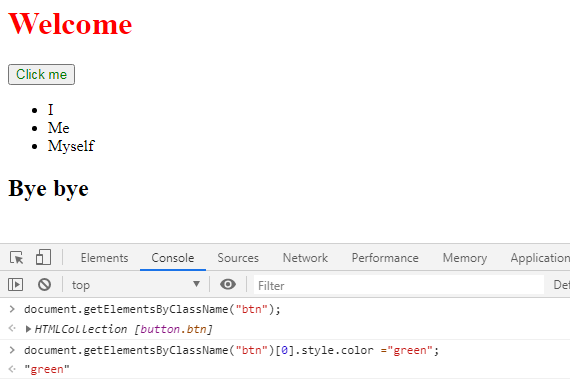 Welcome
Click me
I
Me
Myself
Bye bye
Elements Console Sources Network Performance Memory Application
top Filter
document.getElementsByClassName("btn");
HTMLCollection [button.btn]
document.getElementsByClassName("btn")[0].style.color ="green";
"green"